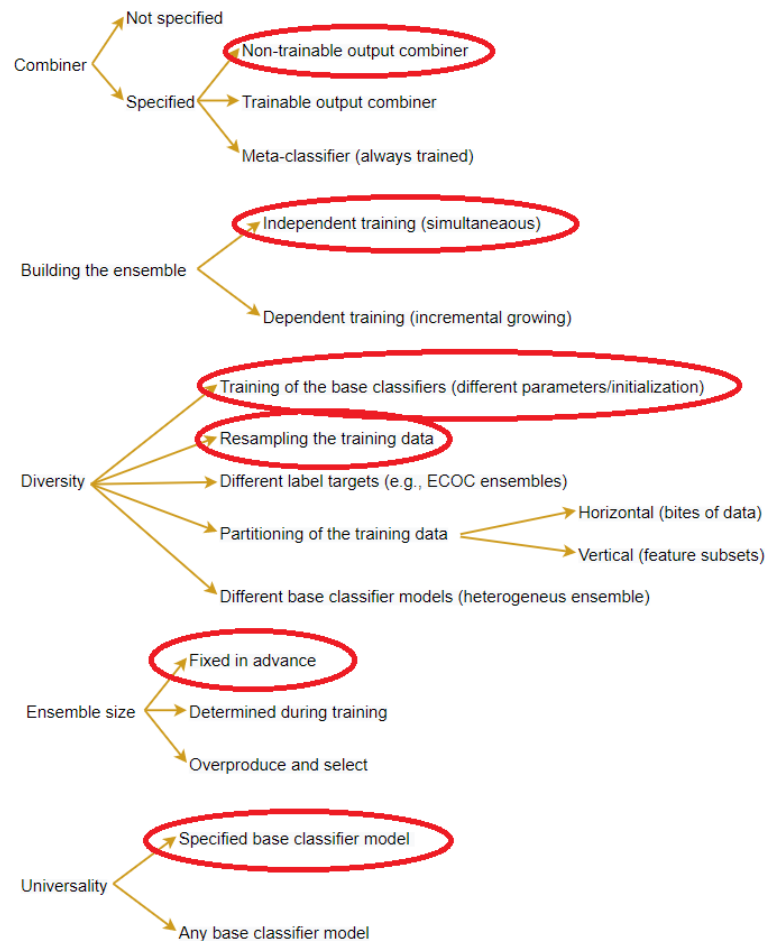 Not specified
Non-trainable output combiner
Combiner
Specified
Trainable output combiner
Meta-classifier (always trained)
Independent training (simultaneaous)
Building the ensemble
Dependent training (incremental growing)
Training of the base classifiers (different parameters/initialization)
Resampling the training data
Diversity
Different label targets (e.g., ECOC ensembles)
Horizontal (bites of data)
Partitioning of the training data
Vertical (feature subsets)
Different base classifier models (heterogeneus ensemble)
Fixed in advance
Ensemble size
Determined during training
Overproduce and select
Specified base classifier model
Universality
Any base classifier model